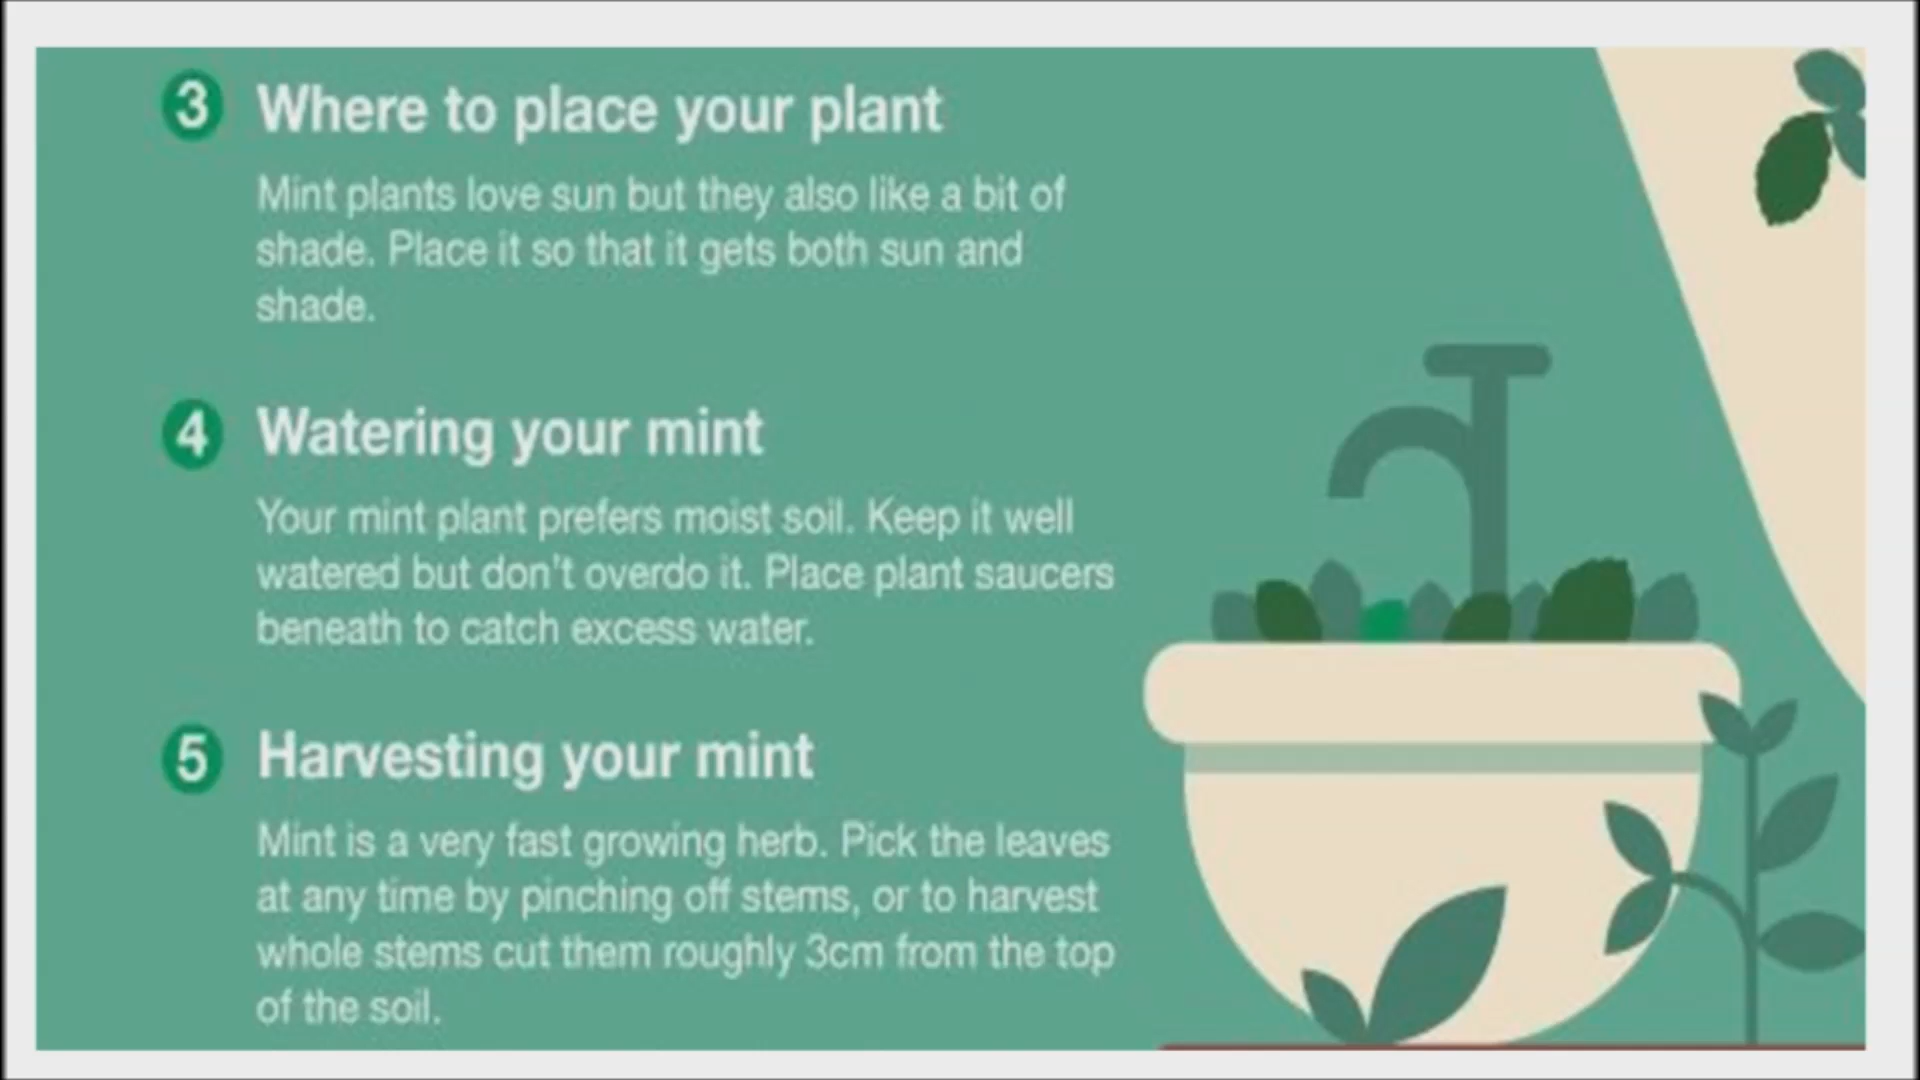 3 Where to place your plant
Mint plants love sun but they also like a bit of
shade. Place it so that it gets both sun and
shade.
4 Watering your mint
Your mint plant prefers moist soil. Keep it well
watered but don't overdo it. Place plant saucers
beneath to catch excess water.
5 Harvesting your mint
Mint is a very fast growing herb. Pick the leaves
at any time by pinching off stems, or to harvest
whole stems cut them roughly 3cm from the top
of the soil.